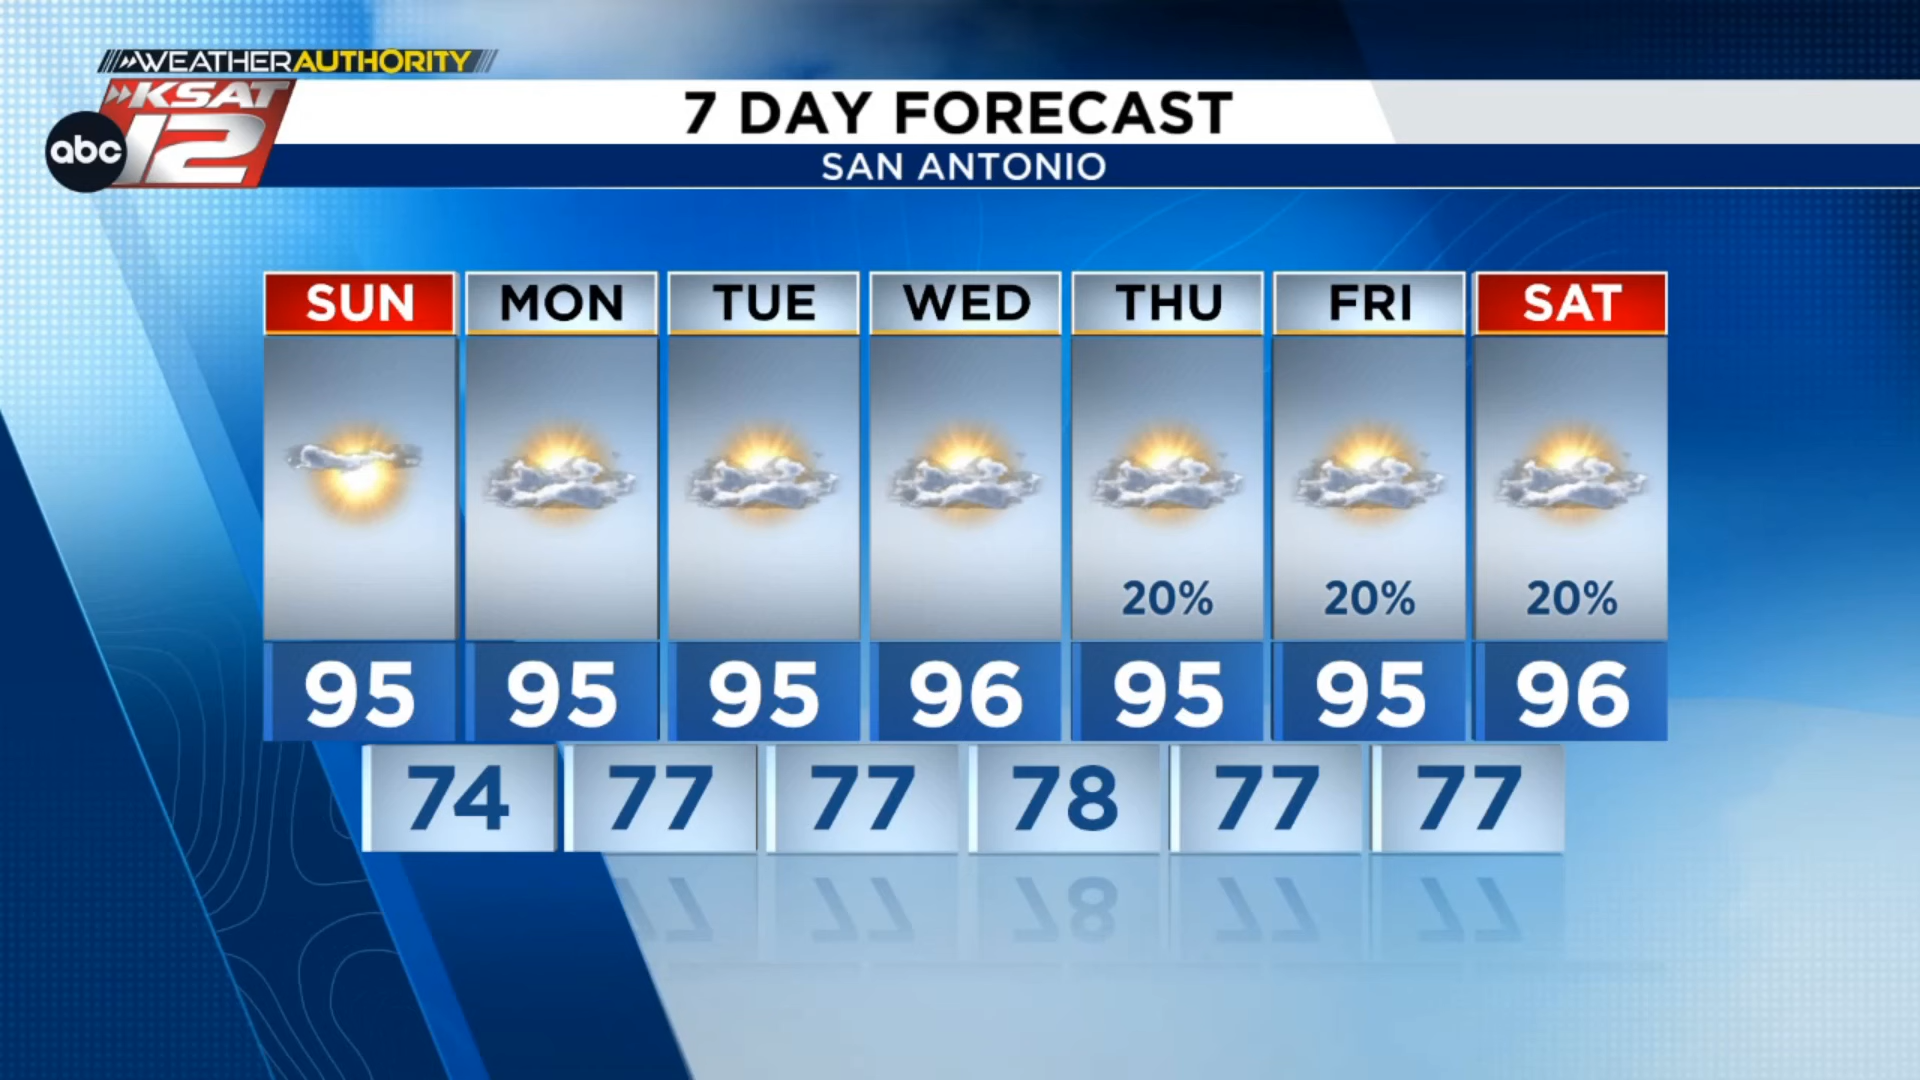 WEATHERAUTHORITY
KSAT
abc 12
7 DAY FORECAST
SAN ANTONIO
SUN MON TUE WED THU FRI SAT
20% 20% 20%
95 95 95 96 95 95 96
74 77 77 78 77 77